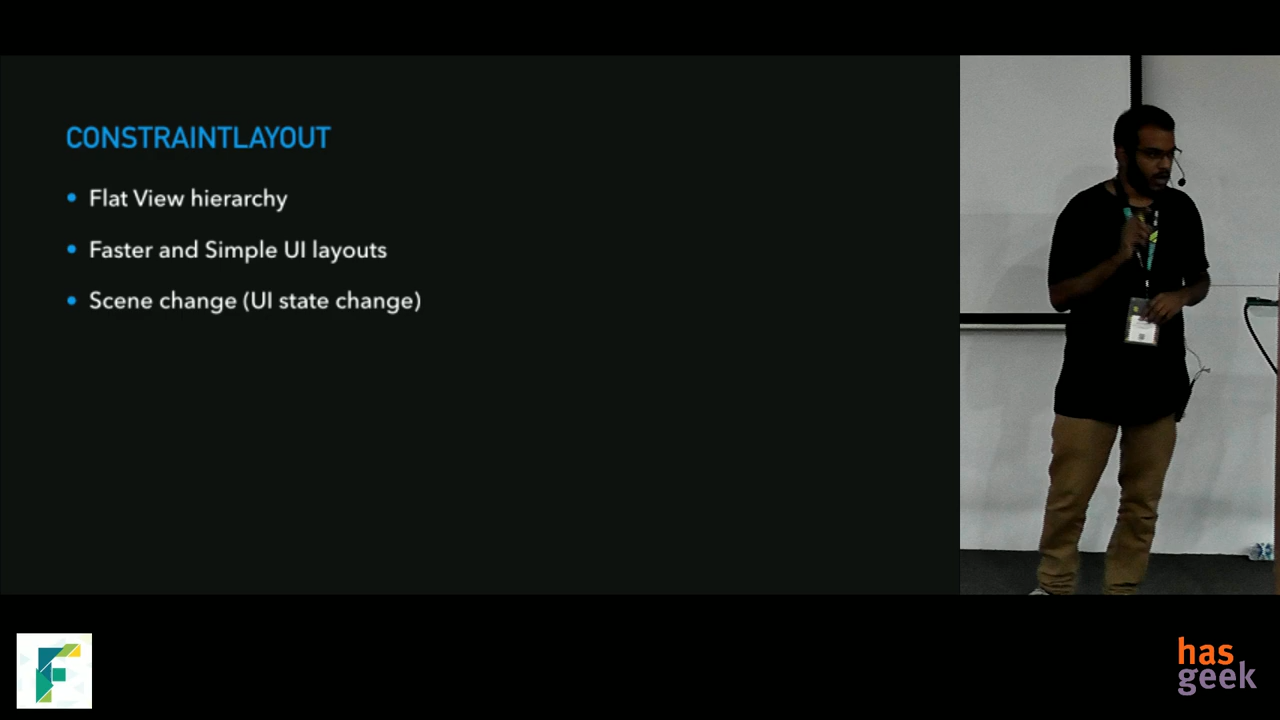 CONSTRAINTLAYOUT
• Flat View hierarchy
• Faster and Simple UI layouts
• Scene change (UI state change)
F
has
geek